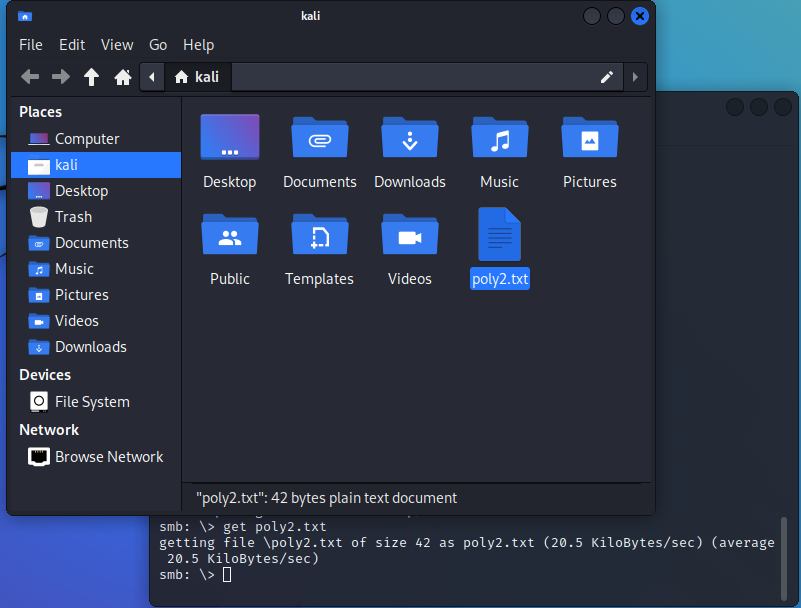 kali
File Edit View Go Help
kali
Places
Computer
kali
Desktop
Trash
Documents
Music
Pictures
Videos
Downloads
Devices
File System
Network
Browse Network
Desktop Documents Downloads Music Pictures
Public Templates Videos poly2.txt
"poly2.txt": 42 bytes plain text document
smb: \> get poly2.txt
getting file \poly2.txt of size 42 as poly2.txt (20.5 KiloBytes/sec) (average
20.5 KiloBytes/sec)
smb: \>